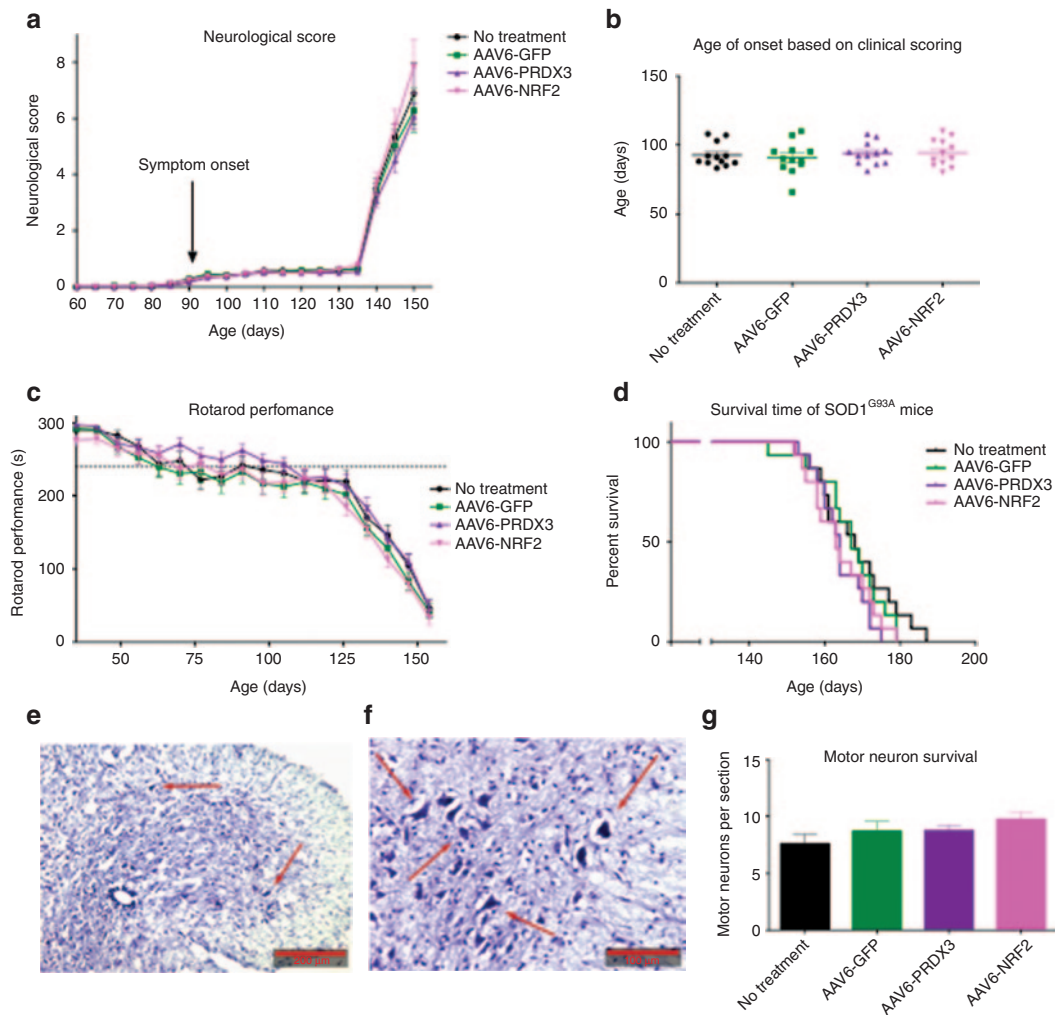 a
Neurological score
Neurological score
8
6
4
2
0
Symptom onset
No treatment
AAV6-GFP
AAV6-PRDX3
AAV6-NRF2
60 70 80 90 100 110 120 130 140 150
Age (days)
b
Age of onset based on clinical scoring
Age (days)
150
100
50
0
No treatment
AAV6-GFP
AAV6-PRDX3
AAV6-NRF2
c
Rotarod perfomance
Rotarod perfomance (s)
300
200
100
0
No treatment
AAV6-GFP
AAV6-PRDX3
AAV6-NRF2
50 75 100 125 150
Age (days)
d
Survival time of SOD1G93A mice
Percent survival
100
50
0
No treatment
AAV6-GFP
AAV6-PRDX3
AAV6-NRF2
140 160 180 200
Age (days)
e
f
g
Motor neuron survival
Motor neurons per section
15
10
5
0
No treatment
AAV6-GFP
AAV6-PRDX3
AAV6-NRF2